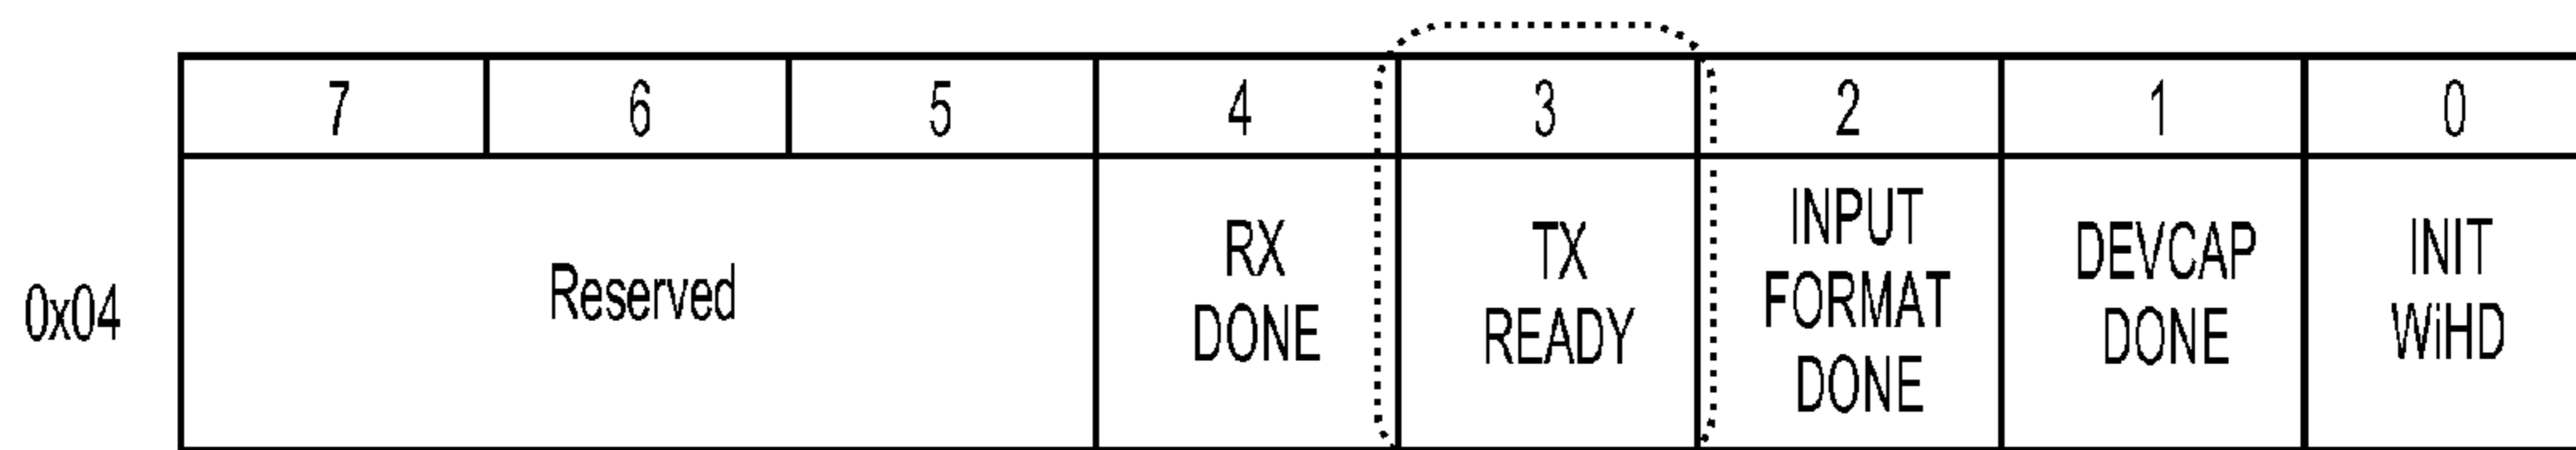 7 6 5 4 3 2 1 0
0x04
Reserved
RX
DONE
TX
READY
INPUT
FORMAT
DONE
DEVCAP
DONE
INIT
WiHD